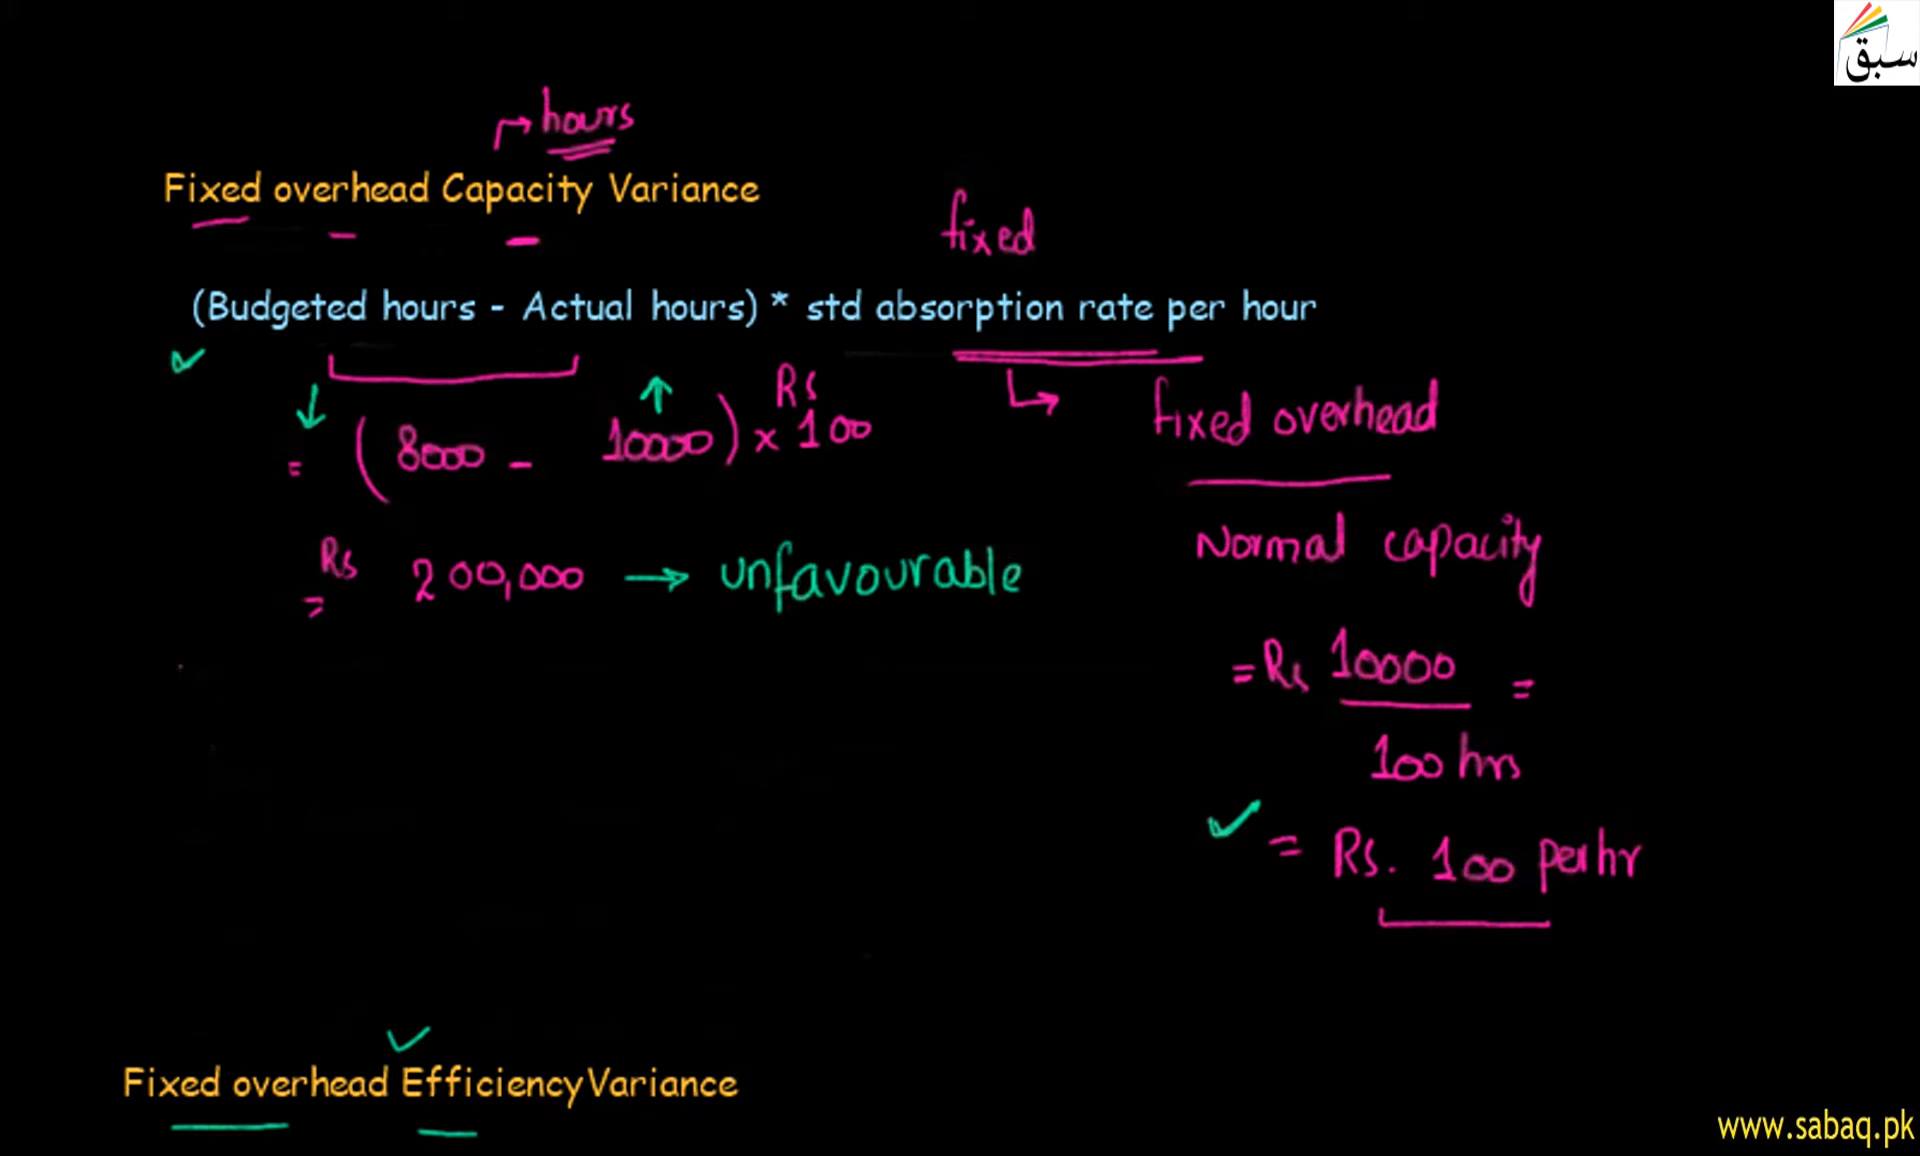 سبق
hours
Fixed overhead Capacity Variance
fixed
(Budgeted hours - Actual hours) * std absorption rate per hour
= (8000 - 10000) × Rs 100
fixed overhead
Normal capacity
= Rs 200,000 → unfavourable
= Rs 10000 =
100 hrs
= Rs. 100 per hr
Fixed overhead Efficiency Variance
www.sabaq.pk